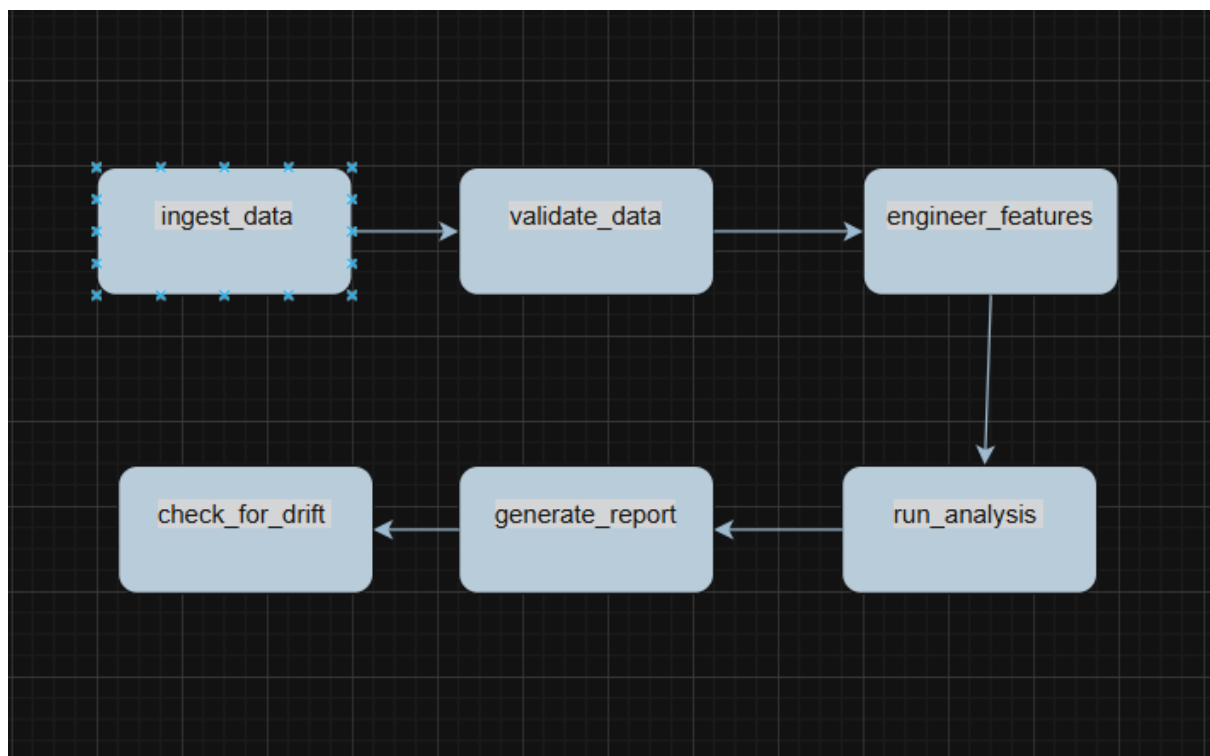 ingest_data
validate_data
engineer_features
check_for_drift
generate_report
run_analysis